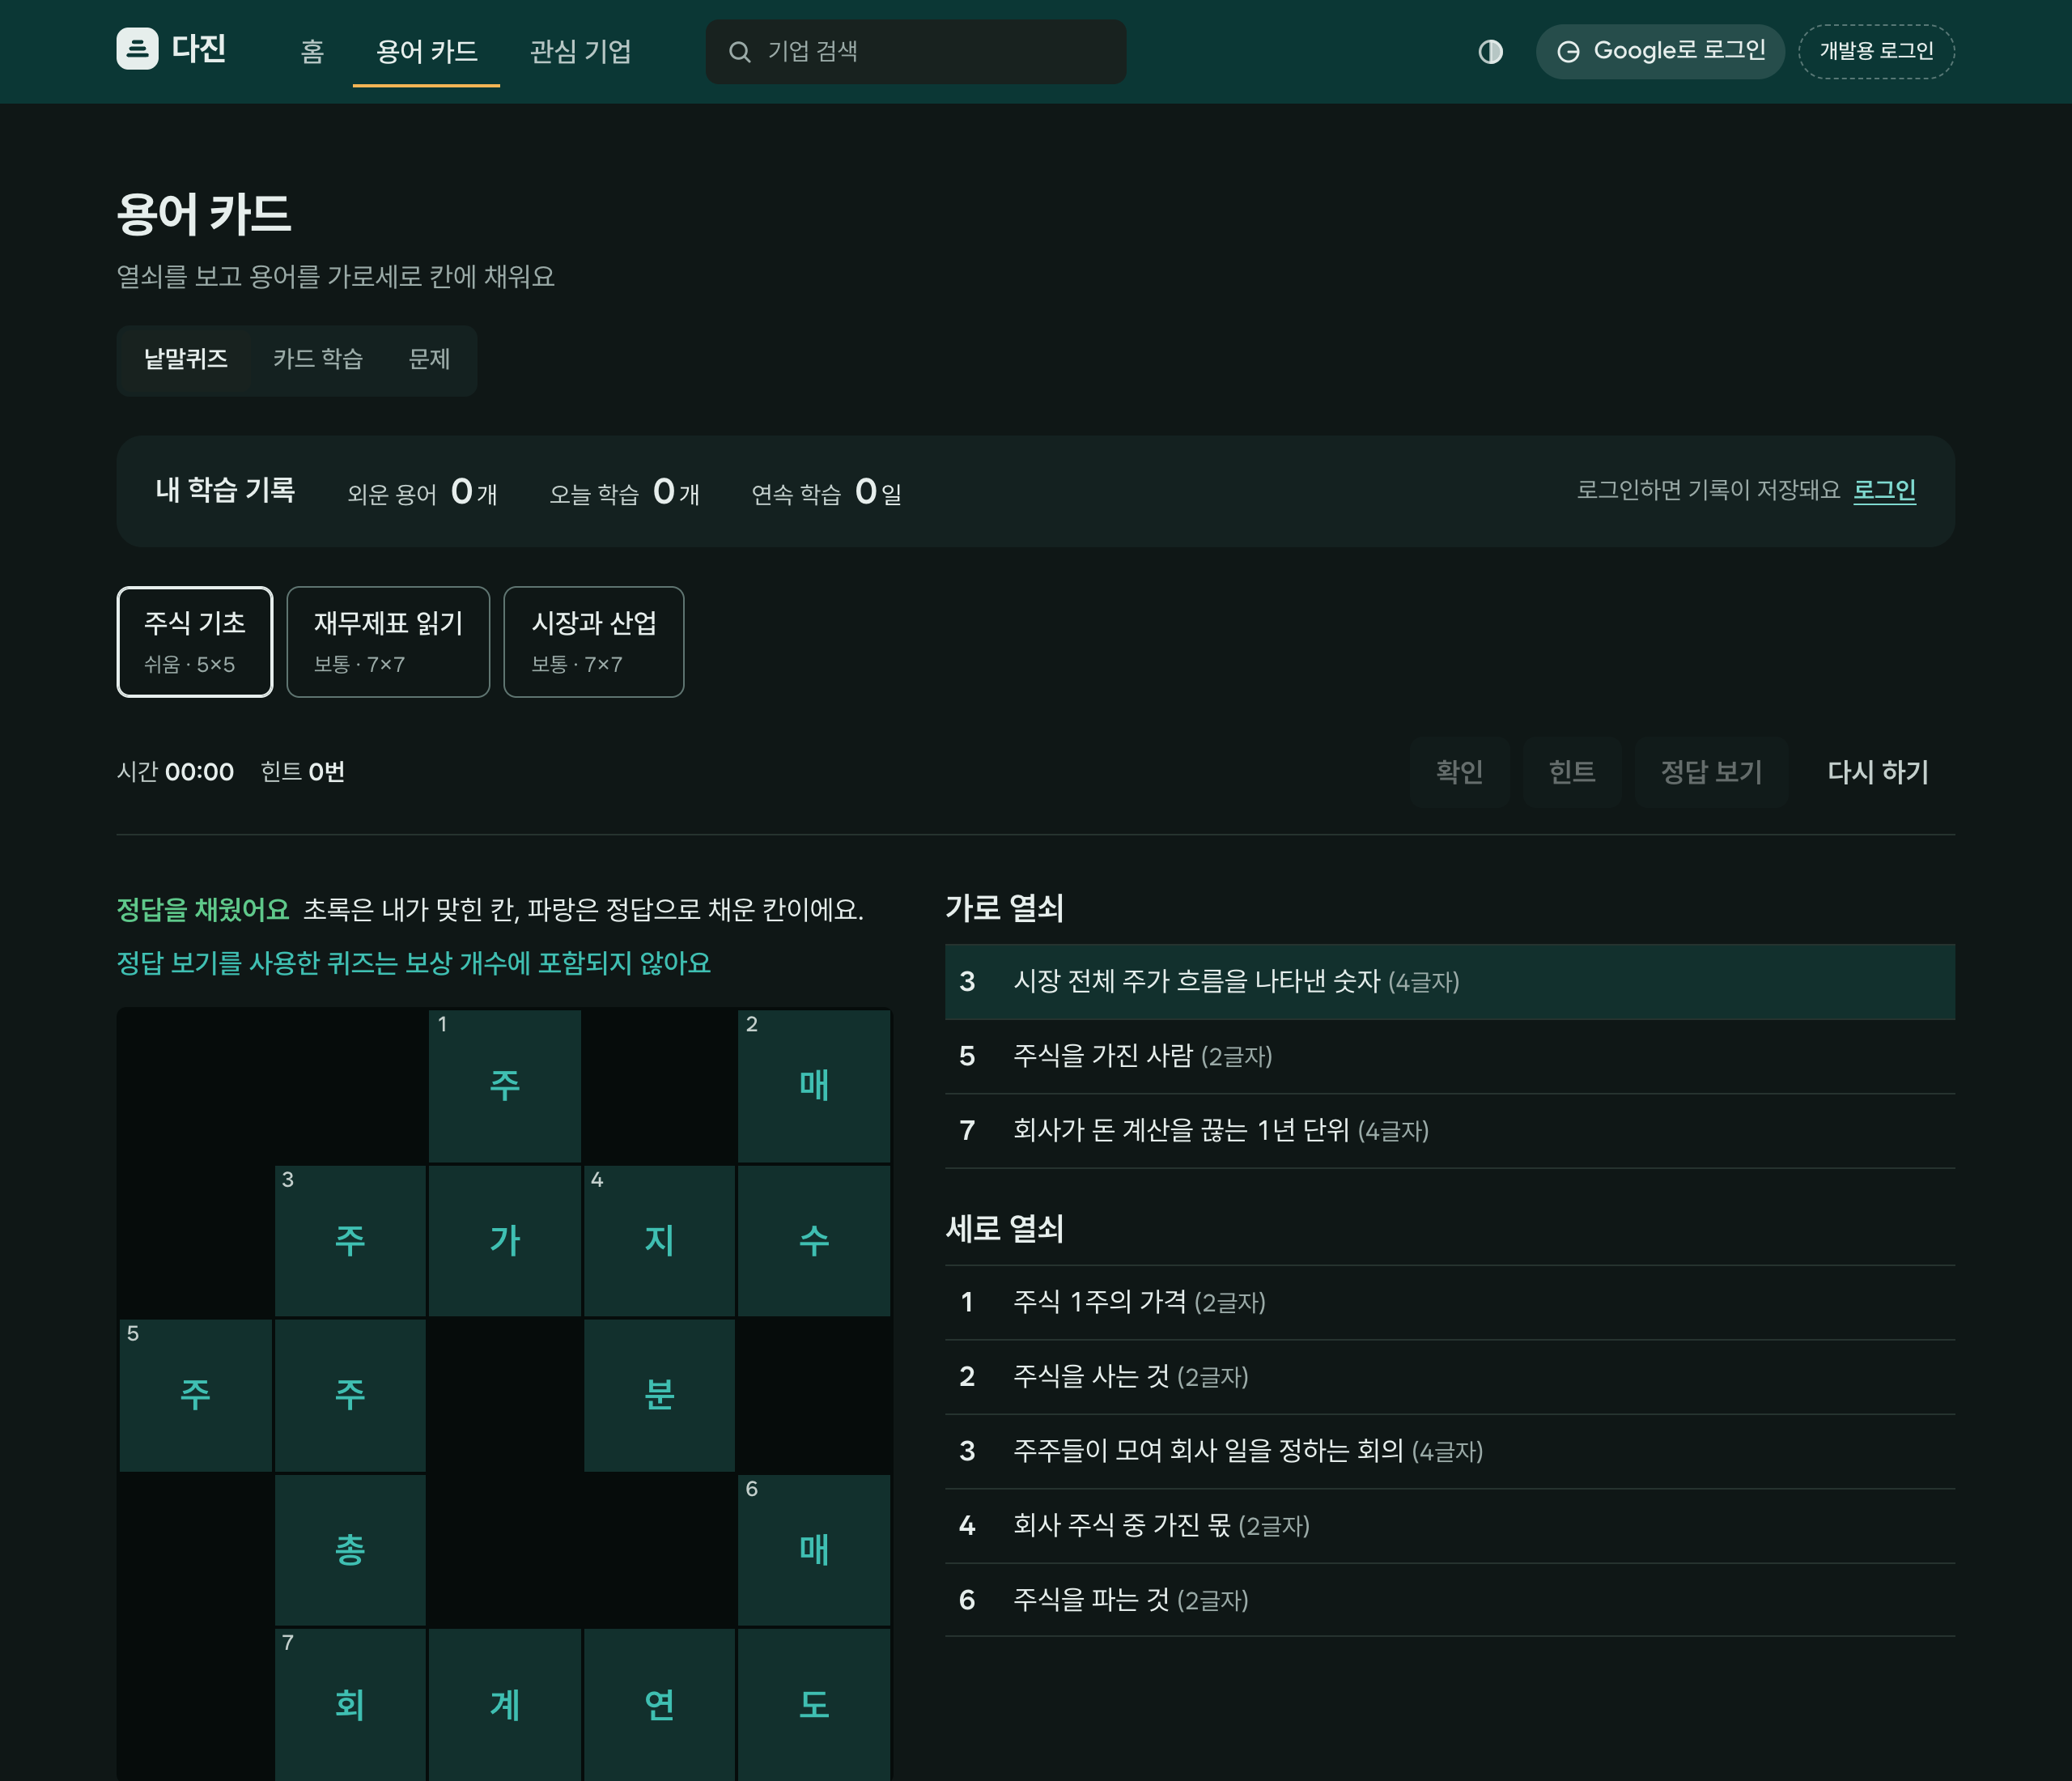 다진 홈 용어 카드 관심 기업 기업 검색 Google로 로그인 개발용 로그인
용어 카드
열쇠를 보고 용어를 가로세로 칸에 채워요
낱말퀴즈 카드 학습 문제
내 학습 기록 외운 용어 0개 오늘 학습 0개 연속 학습 0일 로그인하면 기록이 저장돼요 로그인
주식 기초 재무제표 읽기 시장과 산업
쉬움 · 5×5 보통 · 7×7 보통 · 7×7
시간 00:00 힌트 0번 확인 힌트 정답 보기 다시 하기
정답을 채웠어요 초록은 내가 맞힌 칸, 파랑은 정답으로 채운 칸이에요.
정답 보기를 사용한 퀴즈는 보상 개수에 포함되지 않아요
1 2
주 매
3 4
주 가 지 수
5
주 주 분
6
총 매
7
회 계 연 도
가로 열쇠
3 시장 전체 주가 흐름을 나타낸 숫자 (4글자)
5 주식을 가진 사람 (2글자)
7 회사가 돈 계산을 끊는 1년 단위 (4글자)
세로 열쇠
1 주식 1주의 가격 (2글자)
2 주식을 사는 것 (2글자)
3 주주들이 모여 회사 일을 정하는 회의 (4글자)
4 회사 주식 중 가진 몫 (2글자)
6 주식을 파는 것 (2글자)